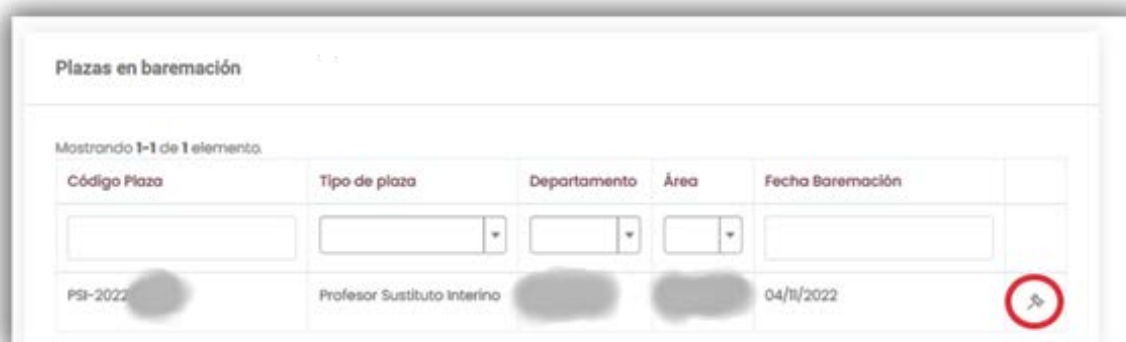 Plazas en baremación
Mostrando 1-1 de 1 elemento.
Código Plaza Tipo de plaza Departamento Área Fecha Baremación
PSI-2022 Profesor Sustituto Interino 04/11/2022